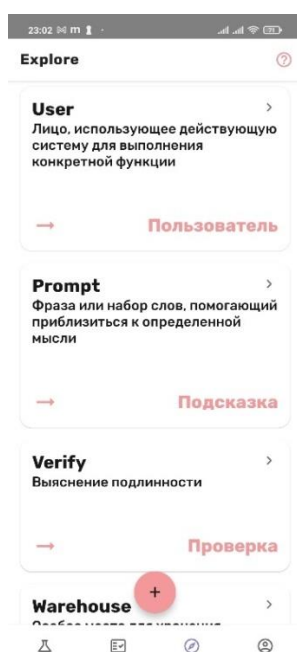 23:02
Explore
User
Лицо, использующее действующую
систему для выполнения
конкретной функции
→ Пользователь
Prompt
Фраза или набор слов, помогающий
приблизиться к определенной
мысли
→ Подсказка
Verify
Выяснение подлинности
→ Проверка
+
Warehouse